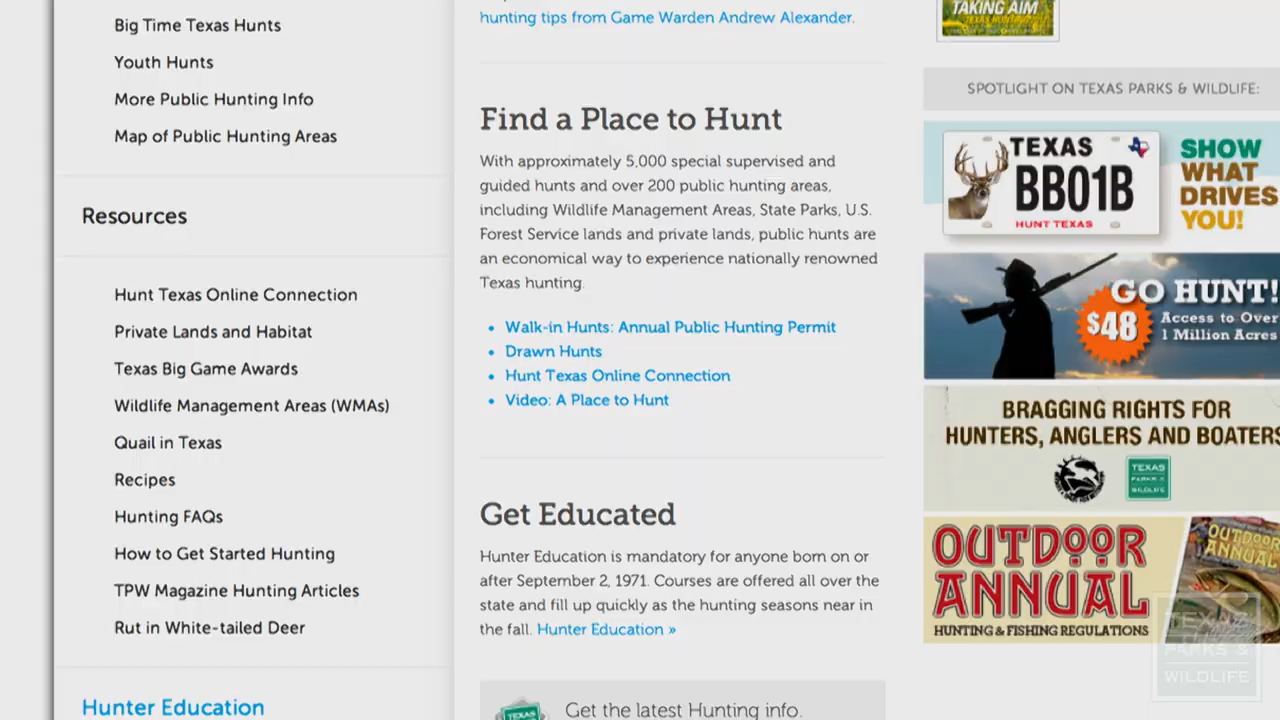 Big Time Texas Hunts
Youth Hunts
More Public Hunting Info
Map of Public Hunting Areas
Resources
Hunt Texas Online Connection
Private Lands and Habitat
Texas Big Game Awards
Wildlife Management Areas (WMAs)
Quail in Texas
Recipes
Hunting FAQs
How to Get Started Hunting
TPW Magazine Hunting Articles
Rut in White-tailed Deer
Hunter Education
hunting tips from Game Warden Andrew Alexander.
Find a Place to Hunt
With approximately 5,000 special supervised and
guided hunts and over 200 public hunting areas,
including Wildlife Management Areas, State Parks, U.S.
Forest Service lands and private lands, public hunts are
an economical way to experience nationally renowned
Texas hunting.
• Walk-in Hunts: Annual Public Hunting Permit
• Drawn Hunts
• Hunt Texas Online Connection
• Video: A Place to Hunt
Get Educated
Hunter Education is mandatory for anyone born on or
after September 2, 1971. Courses are offered all over the
state and fill up quickly as the hunting seasons near in
the fall. Hunter Education »
Get the latest Hunting info.
TEXAS
TAKING AIM
SPOTLIGHT ON TEXAS PARKS & WILDLIFE:
TEXAS
BB01B
HUNT TEXAS
SHOW
WHAT
DRIVES
YOU!
GO HUNT!
$48
Access to Over
1 Million Acres
BRAGGING RIGHTS FOR
HUNTERS, ANGLERS AND BOATERS
TEXAS
PARKS &
WILDLIFE
OUTDOOR
ANNUAL
HUNTING & FISHING REGULATIONS
OUTDOOR
ANNUAL
TEXAS
PARKS &
WILDLIFE